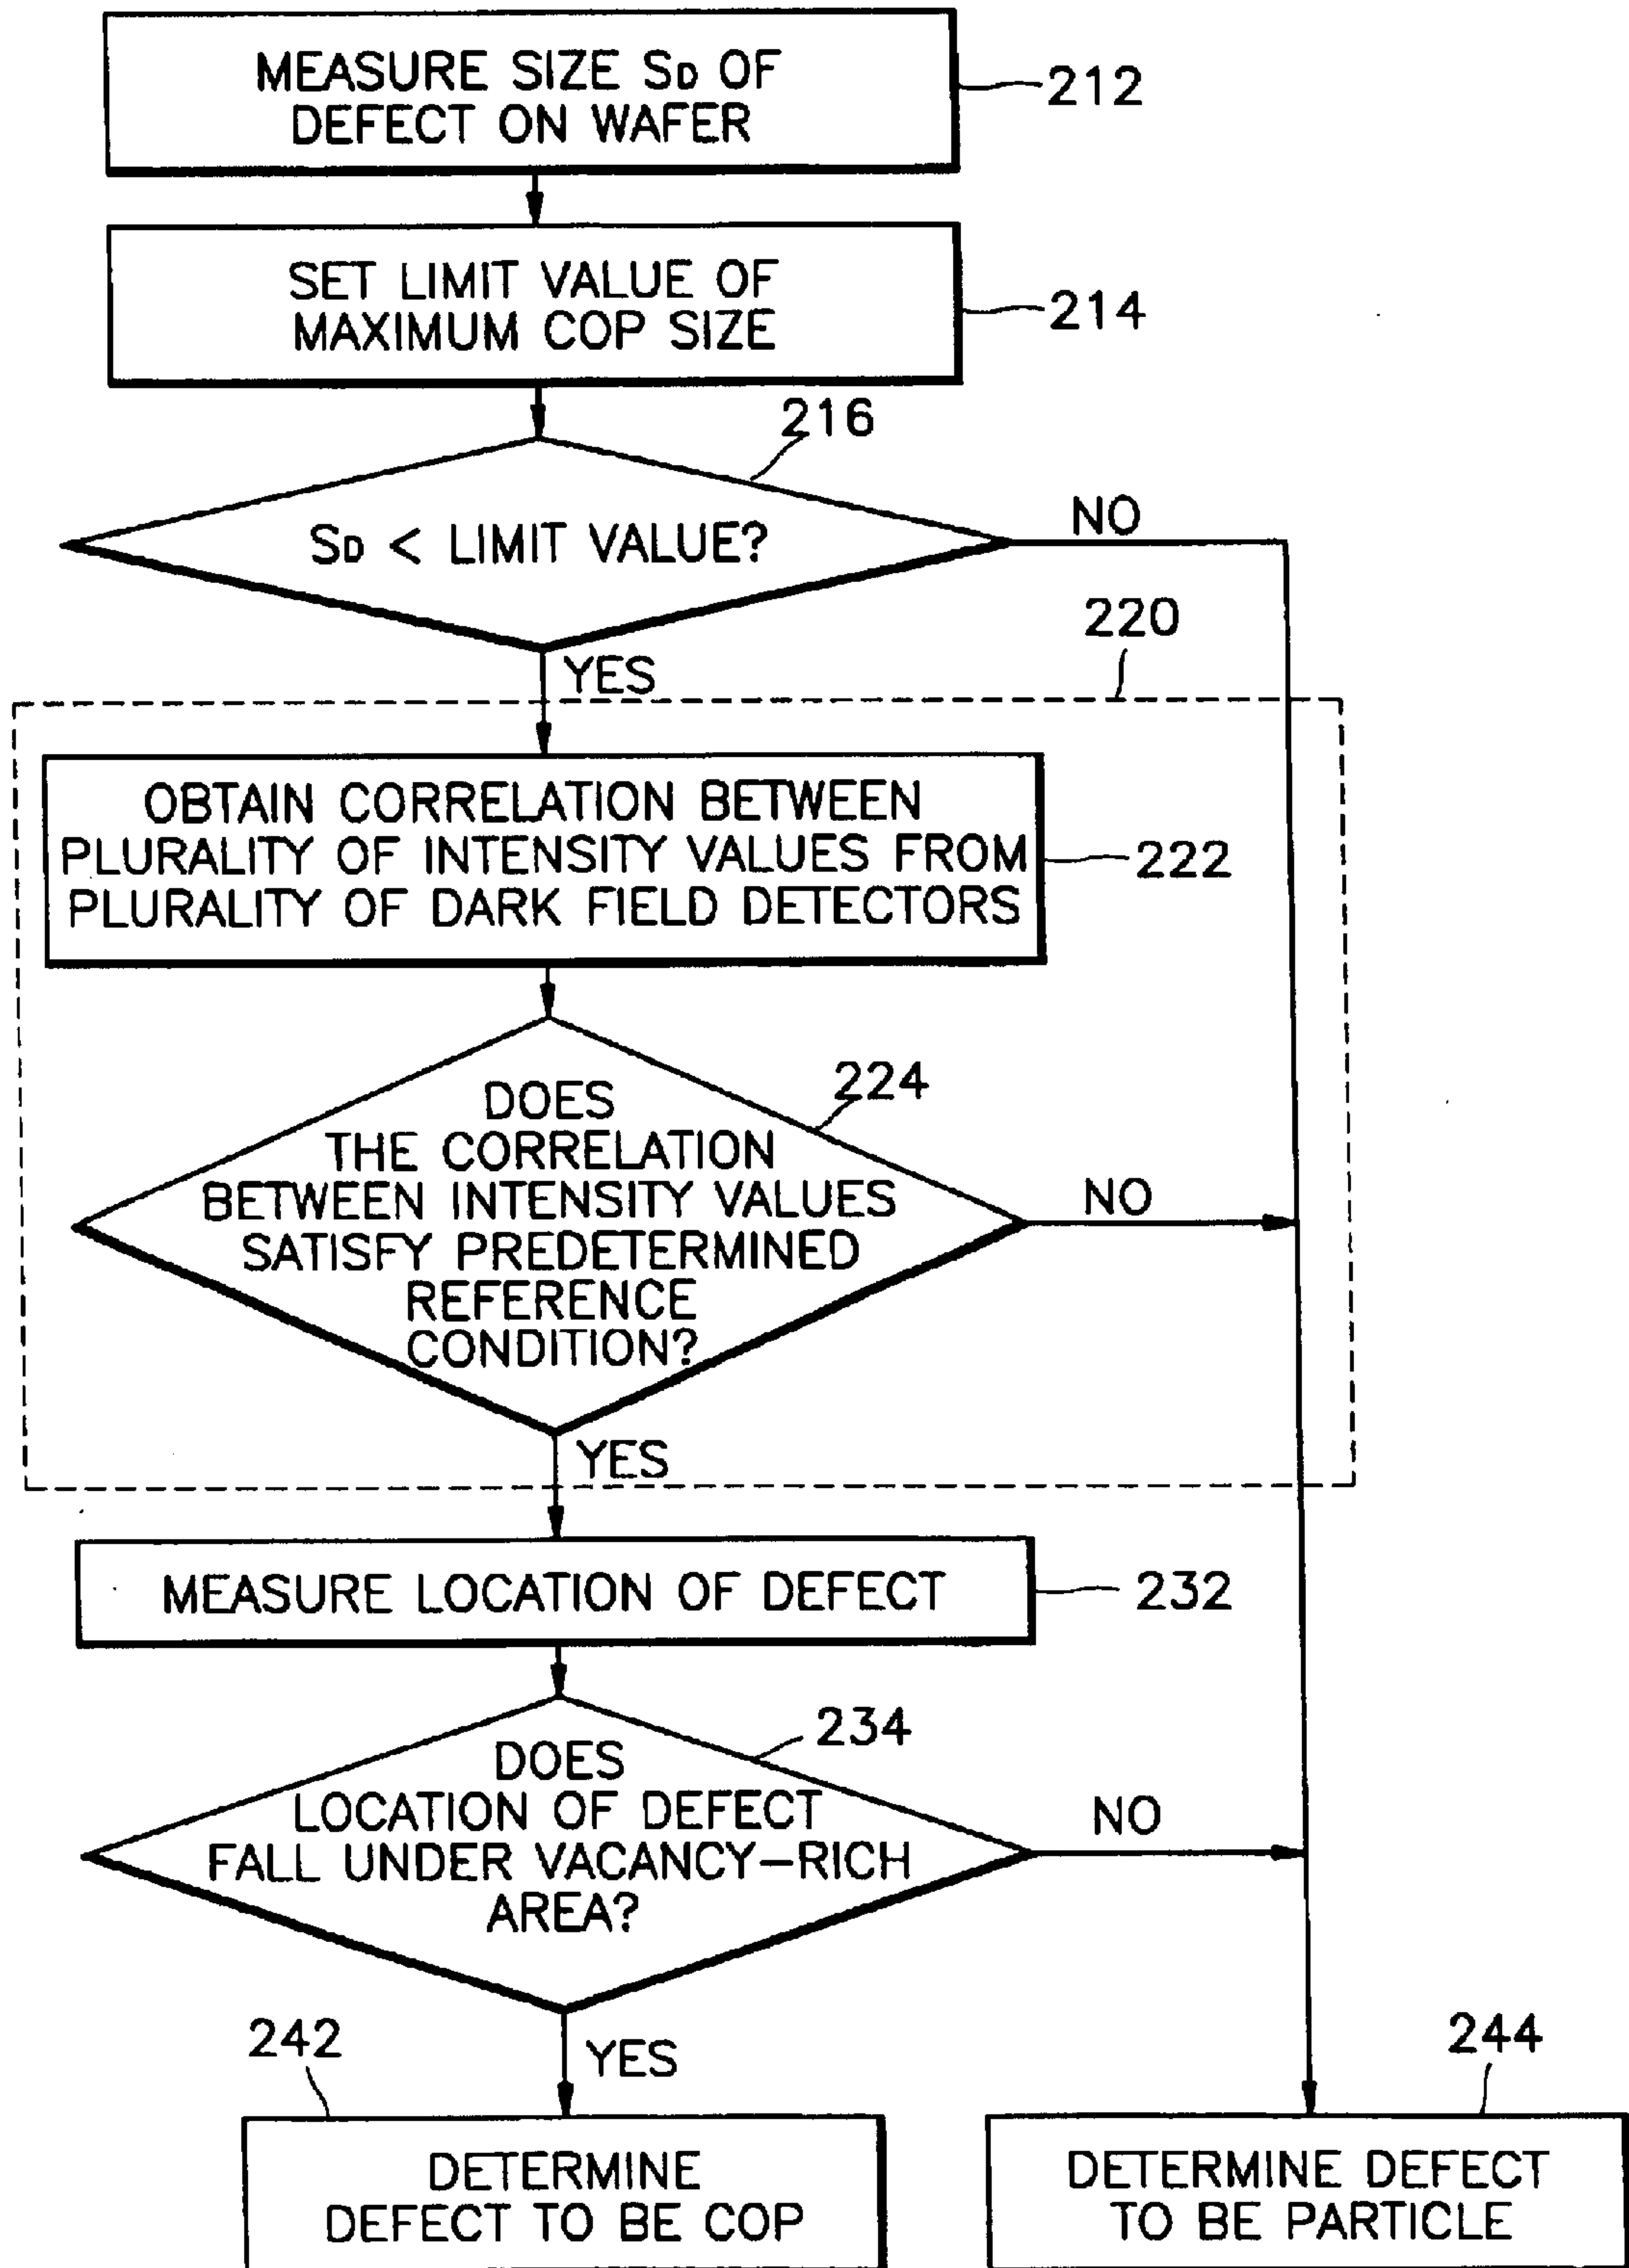 MEASURE SIZE SD OF
DEFECT ON WAFER
212
SET LIMIT VALUE OF
MAXIMUM COP SIZE
214
216
SD < LIMIT VALUE?
NO
220
YES
OBTAIN CORRELATION BETWEEN
PLURALITY OF INTENSITY VALUES FROM
PLURALITY OF DARK FIELD DETECTORS
222
224
DOES
THE CORRELATION
BETWEEN INTENSITY VALUES
SATISFY PREDETERMINED
REFERENCE
CONDITION?
NO
YES
MEASURE LOCATION OF DEFECT
232
234
DOES
LOCATION OF DEFECT
FALL UNDER VACANCY-RICH
AREA?
NO
YES
242
DETERMINE
DEFECT TO BE COP
244
DETERMINE DEFECT
TO BE PARTICLE